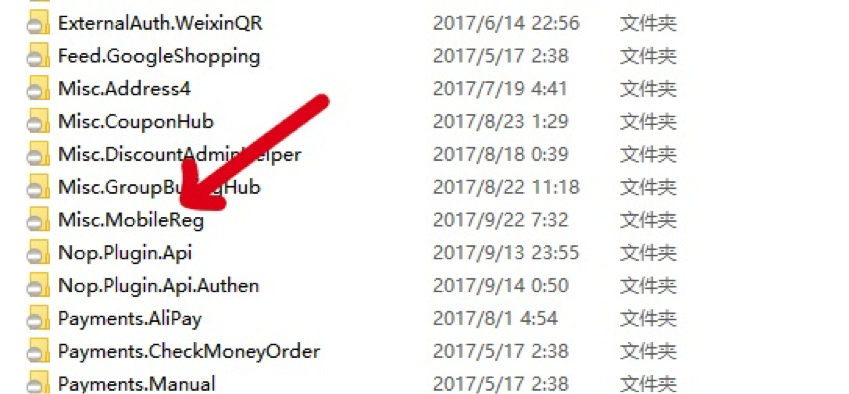 ExternalAuth.WeixinQR 2017/6/14 22:56 文件夹
Feed.GoogleShopping 2017/5/17 2:38 文件夹
Misc.Address4 2017/7/19 4:41 文件夹
Misc.CouponHub 2017/8/23 1:29 文件夹
Misc.DiscountAdminHelper 2017/8/18 0:39 文件夹
Misc.GroupBuyingHub 2017/8/22 11:18 文件夹
Misc.MobileReg 2017/9/22 7:32 文件夹
Nop.Plugin.Api 2017/9/13 23:55 文件夹
Nop.Plugin.Api.Authen 2017/9/14 0:50 文件夹
Payments.AliPay 2017/8/1 4:54 文件夹
Payments.CheckMoneyOrder 2017/5/17 2:38 文件夹
Payments.Manual 2017/5/17 2:38 文件夹